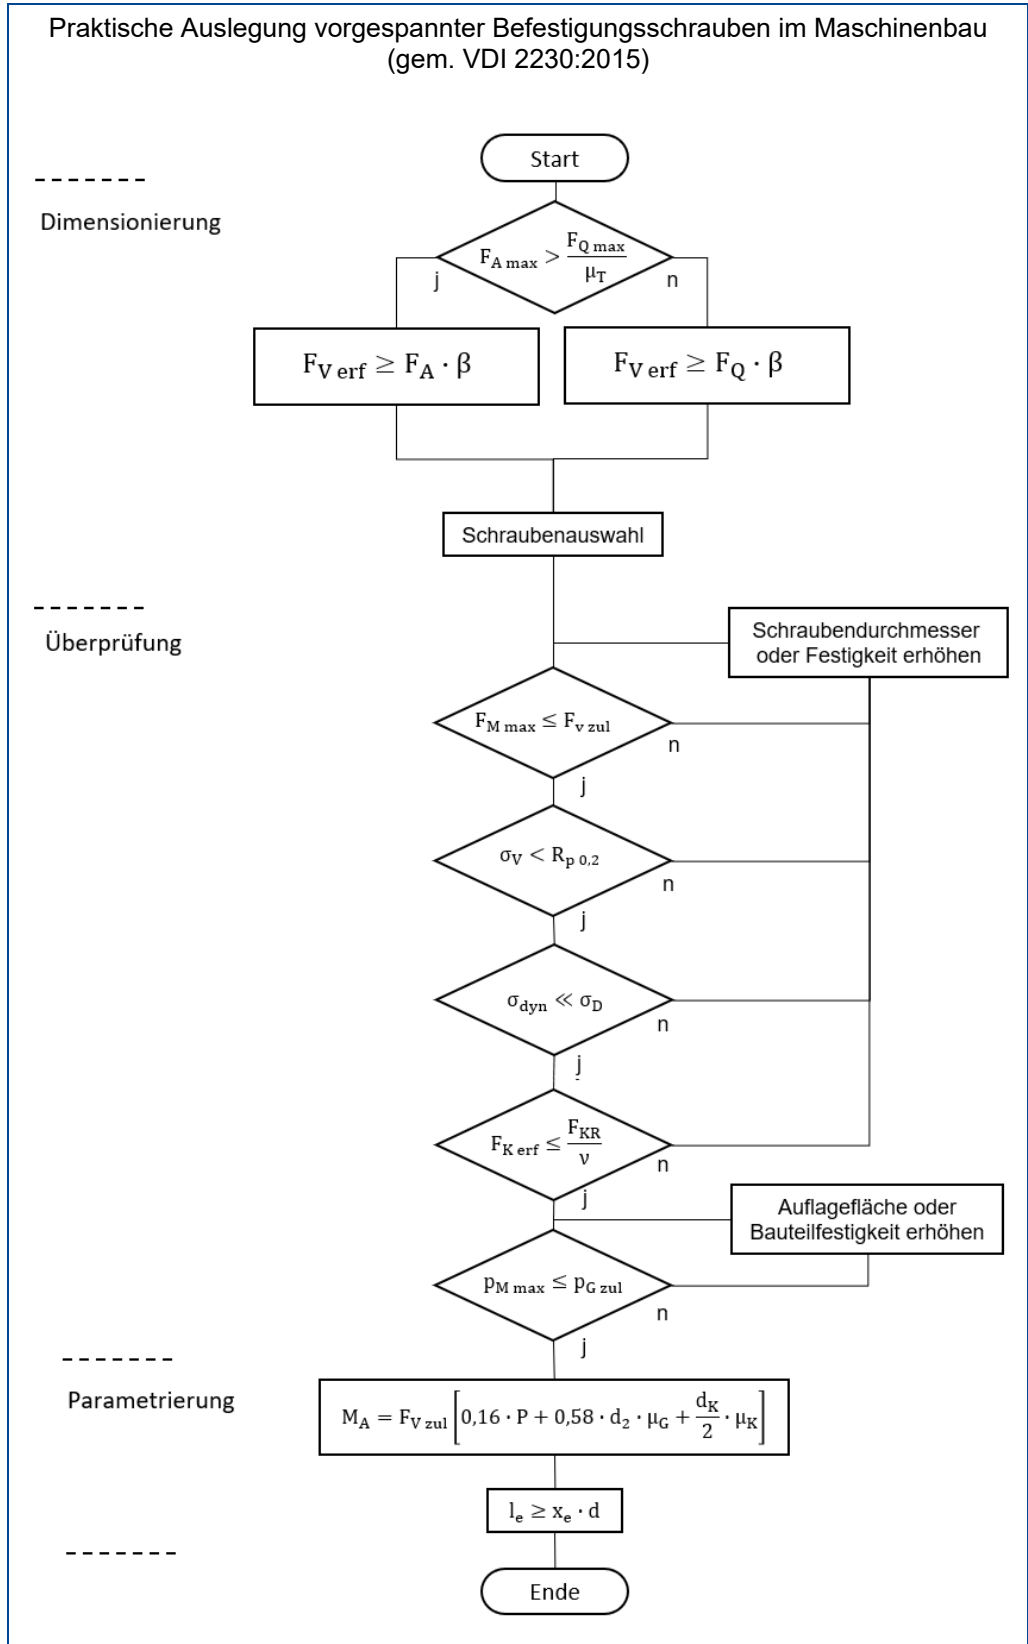 Praktische Auslegung vorgespannter Befestigungsschrauben im Maschinenbau
(gem. VDI 2230:2015)
Start
Dimensionierung
F_A max > F_Q max / μ_T
j
n
F_V erf ≥ F_A · β
F_V erf ≥ F_Q · β
Schraubenauswahl
Überprüfung
Schraubendurchmesser
oder Festigkeit erhöhen
F_M max ≤ F_v zul
n
j
σ_V < R_p 0,2
n
j
σ_dyn ≪ σ_D
n
j
F_K erf ≤ F_KR / ν
n
j
Auflagefläche oder
Bauteilfestigkeit erhöhen
p_M max ≤ p_G zul
n
j
Parametrierung
M_A = F_V zul [0,16 · P + 0,58 · d_2 · μ_G + d_K / 2 · μ_K]
l_e ≥ x_e · d
Ende